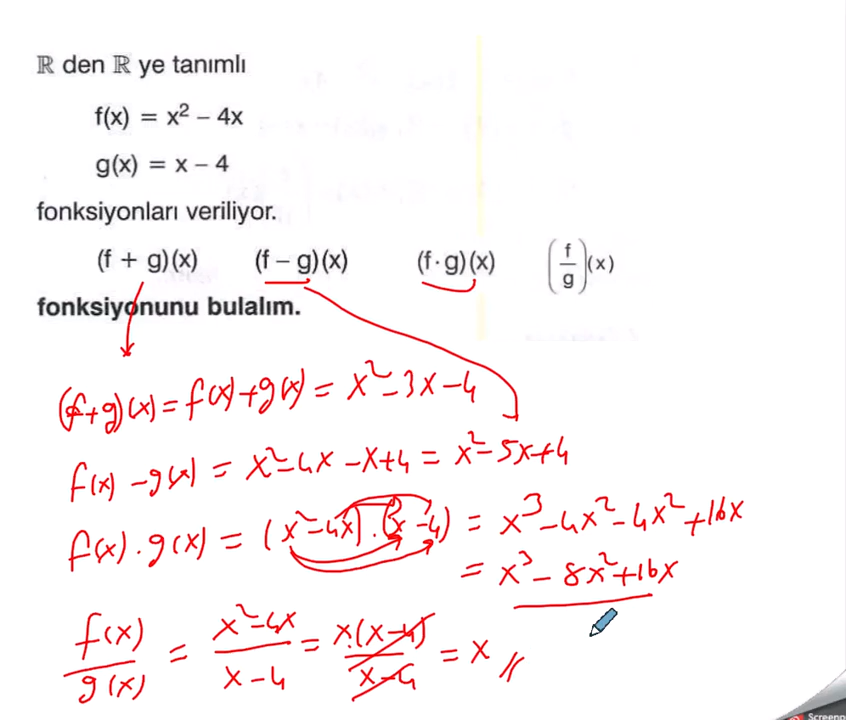 ℝ den ℝ ye tanımlı
f(x) = x² – 4x
g(x) = x – 4
fonksiyonları veriliyor.
(f + g)(x) (f – g)(x) (f · g)(x) (f/g)(x)
fonksiyonunu bulalım.
(f+g)(x) = f(x)+g(x) = x²-3x-4
f(x) - g(x) = x²-4x -x+4 = x²-5x+4
f(x) . g(x) = (x²-4x) . (x-4) = x³-4x²-4x²+16x
= x³-8x²+16x
f(x)/g(x) = x²-4x/x-4 = x.(x-4)/x-4 = x //
Screenp